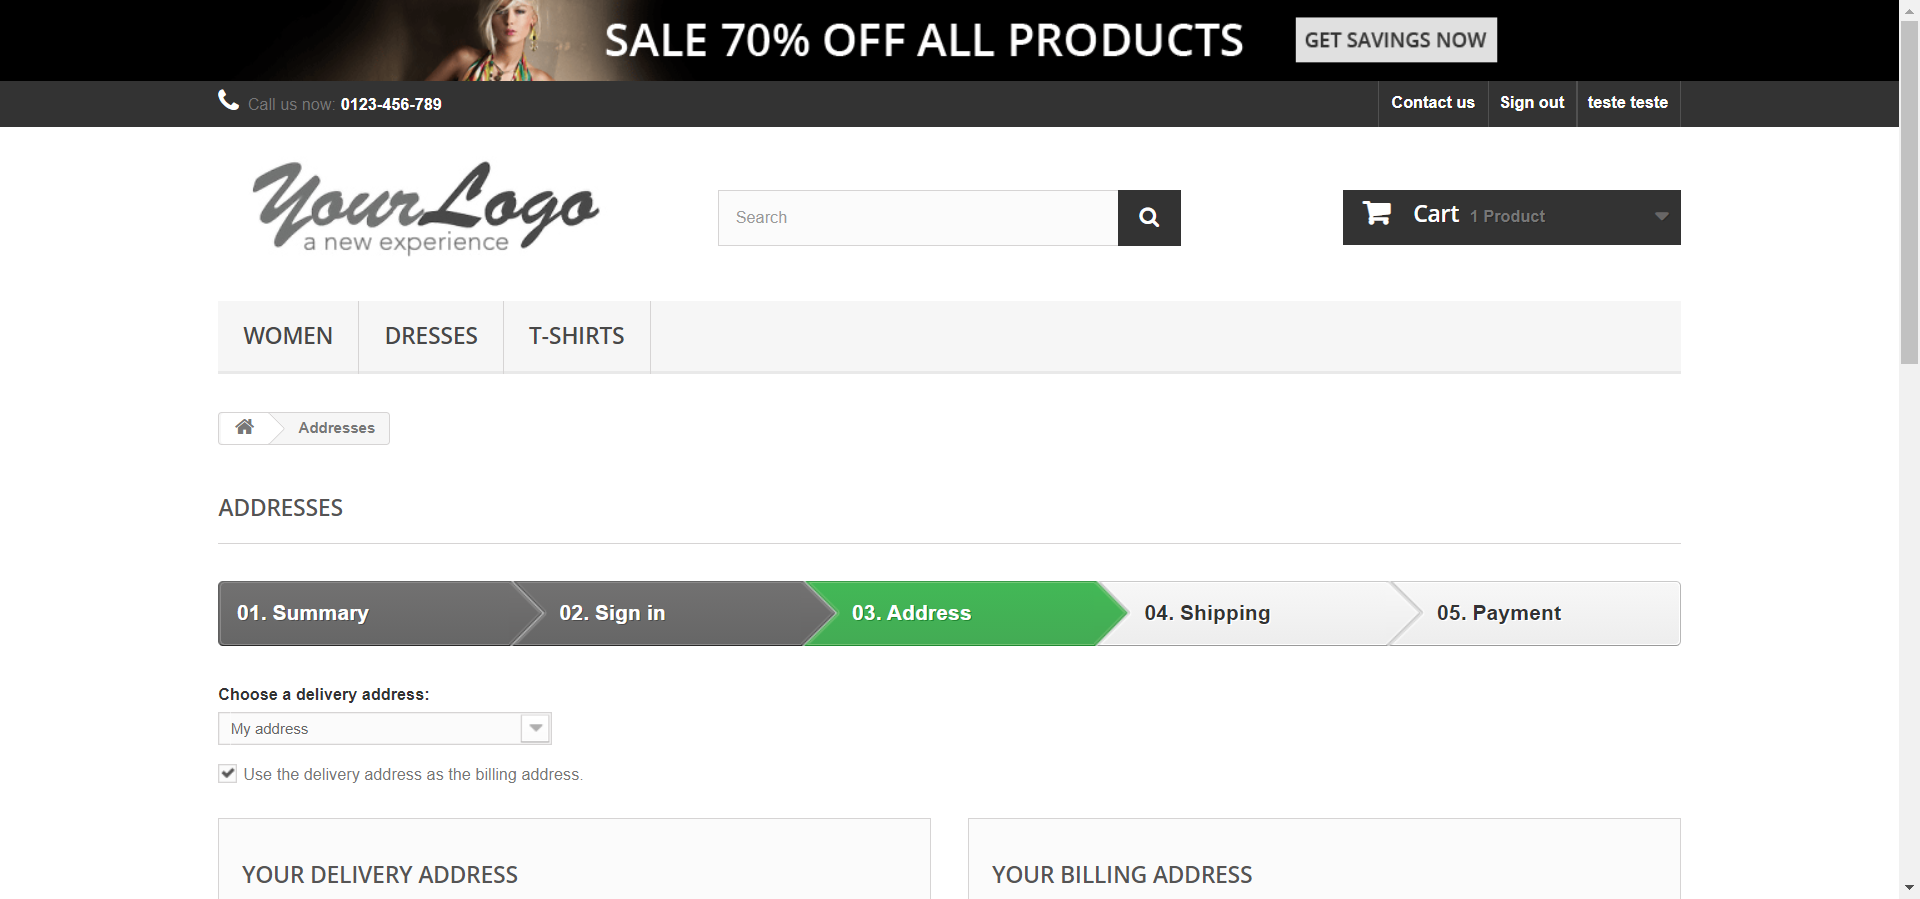 SALE 70% OFF ALL PRODUCTS GET SAVINGS NOW
Call us now: 0123-456-789 Contact us Sign out teste teste
Your Logo
a new experience
Search
Cart 1 Product
WOMEN DRESSES T-SHIRTS
Addresses
ADDRESSES
01. Summary 02. Sign in 03. Address 04. Shipping 05. Payment
Choose a delivery address:
My address
Use the delivery address as the billing address.
YOUR DELIVERY ADDRESS YOUR BILLING ADDRESS